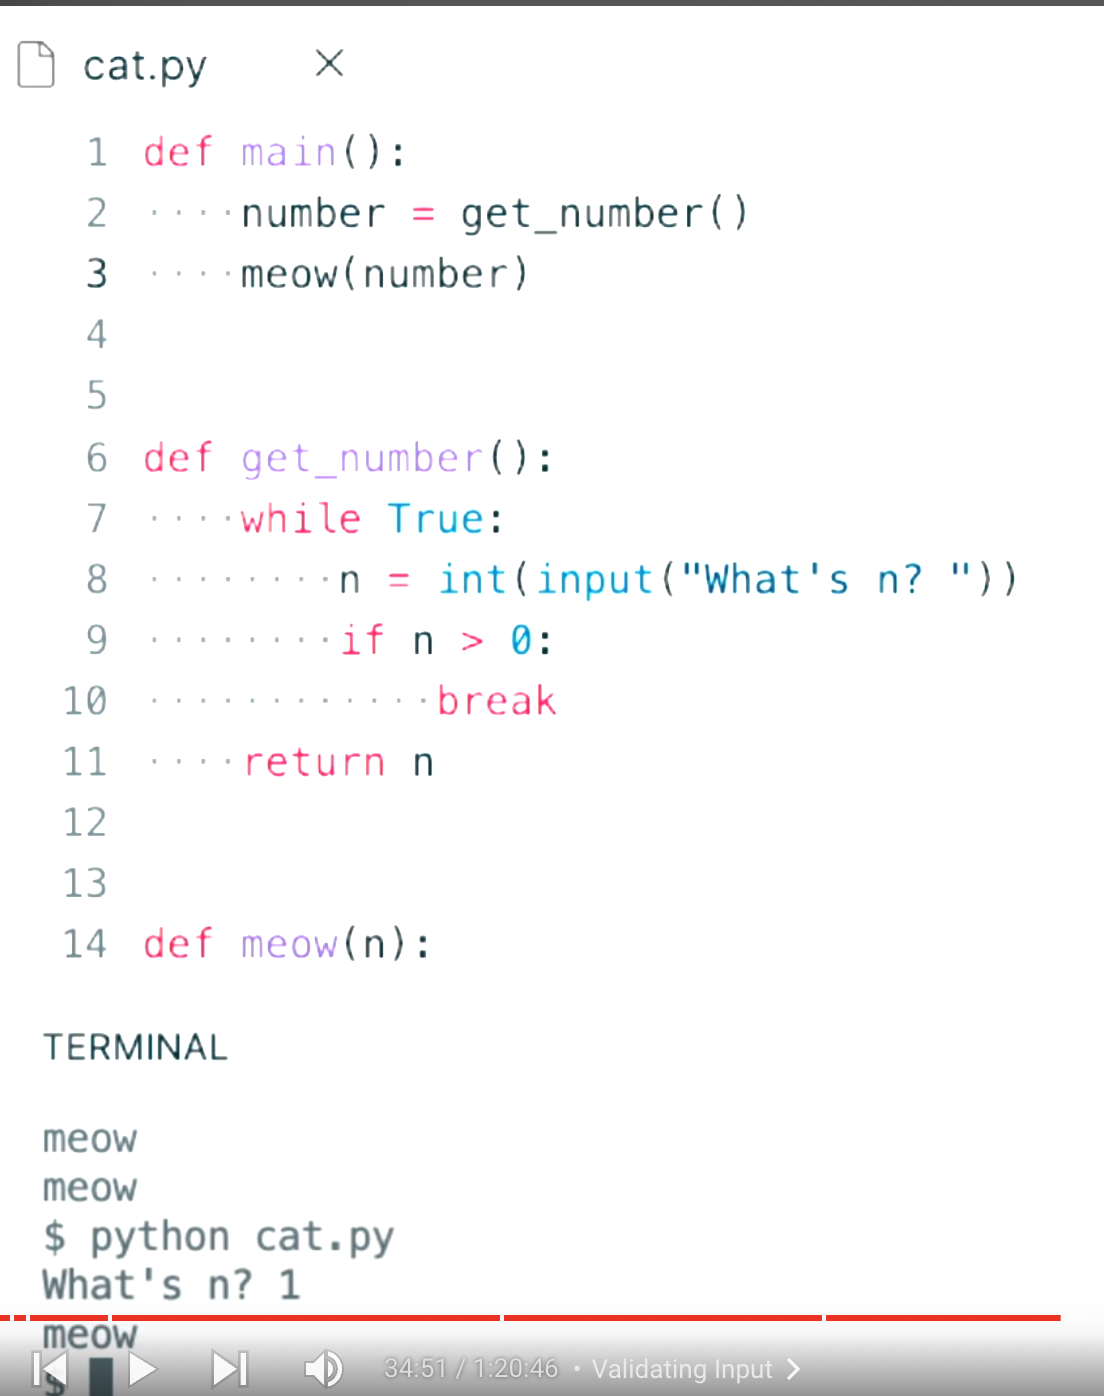 cat.py
1 def main():
2 ····number = get_number()
3 ····meow(number)
4
5
6 def get_number():
7 ····while True:
8 ········n = int(input("What's n? "))
9 ········if n > 0:
10 ············break
11 ····return n
12
13
14 def meow(n):
TERMINAL
meow
meow
$ python cat.py
What's n? 1
meow
$
34:51 / 1:20:46 • Validating Input